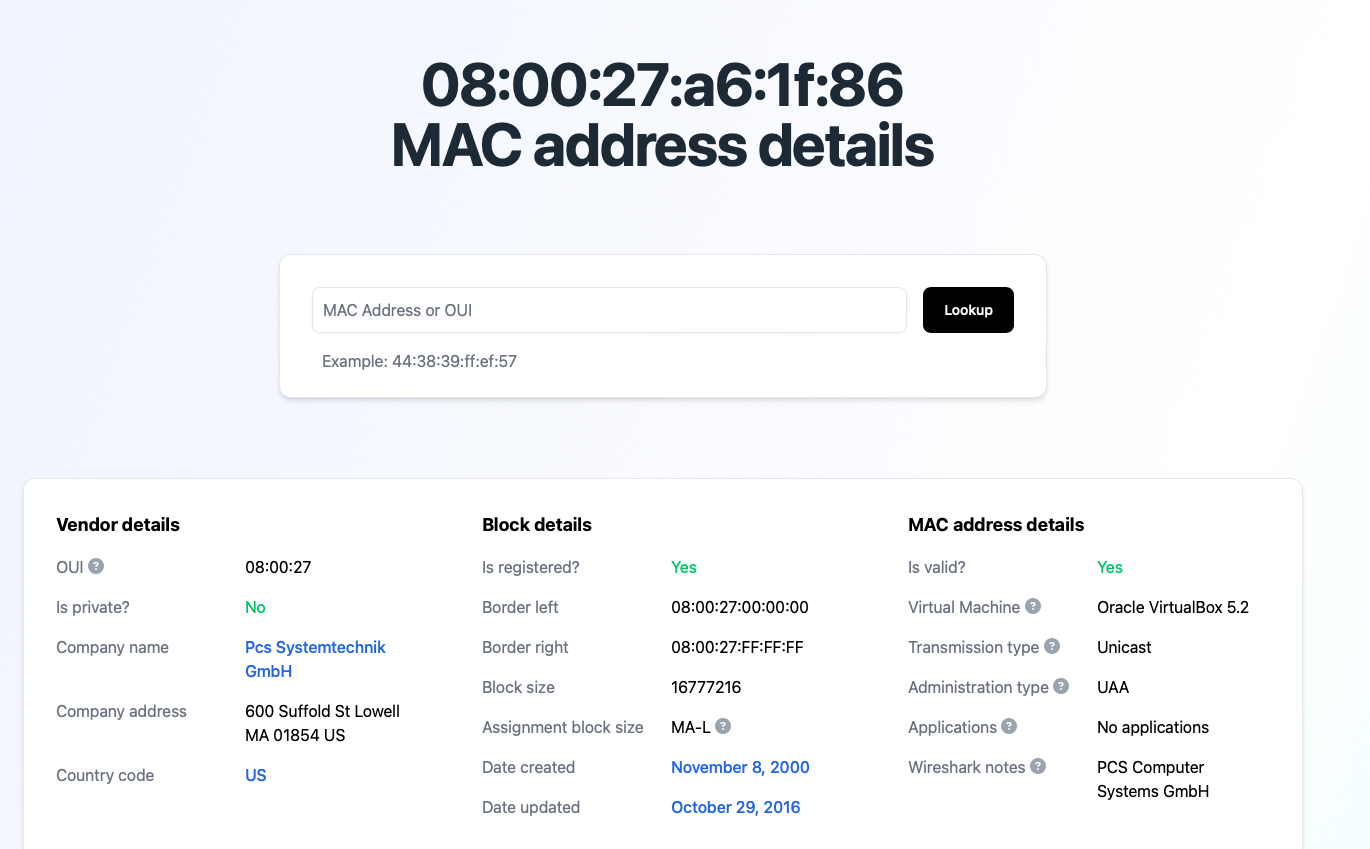 08:00:27:a6:1f:86
MAC address details
MAC Address or OUI
Lookup
Example: 44:38:39:ff:ef:57
Vendor details
OUI ?
08:00:27
Is private?
No
Company name
Pcs Systemtechnik
GmbH
Company address
600 Suffold St Lowell
MA 01854 US
Country code
US
Block details
Is registered?
Yes
Border left
08:00:27:00:00:00
Border right
08:00:27:FF:FF:FF
Block size
16777216
Assignment block size
MA-L ?
Date created
November 8, 2000
Date updated
October 29, 2016
MAC address details
Is valid?
Yes
Virtual Machine ?
Oracle VirtualBox 5.2
Transmission type ?
Unicast
Administration type ?
UAA
Applications ?
No applications
Wireshark notes ?
PCS Computer
Systems GmbH